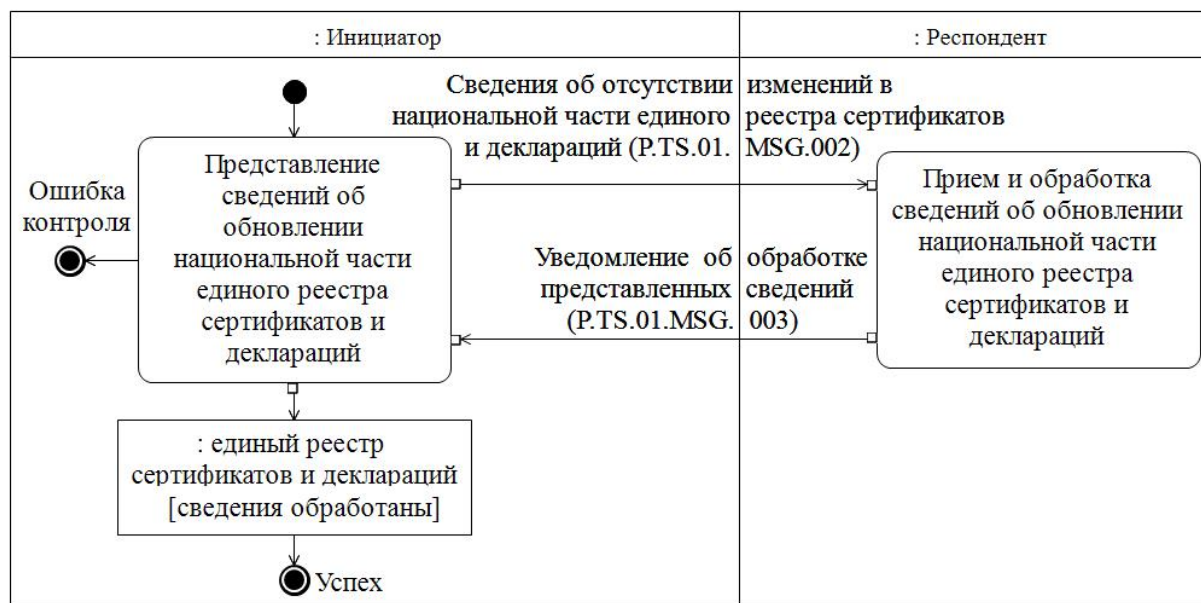 : Инициатор
: Респондент
Сведения об отсутствии изменений в
национальной части единого реестра сертификатов
и деклараций (P.TS.01. MSG.002)
Представление
сведений об
обновлении
национальной части
единого реестра
сертификатов и
деклараций
Ошибка
контроля
Прием и обработка
сведений об обновлении
национальной части
единого реестра
сертификатов и
деклараций
Уведомление об обработке
представленных сведений
(P.TS.01.MSG. 003)
: единый реестр
сертификатов и деклараций
[сведения обработаны]
Успех